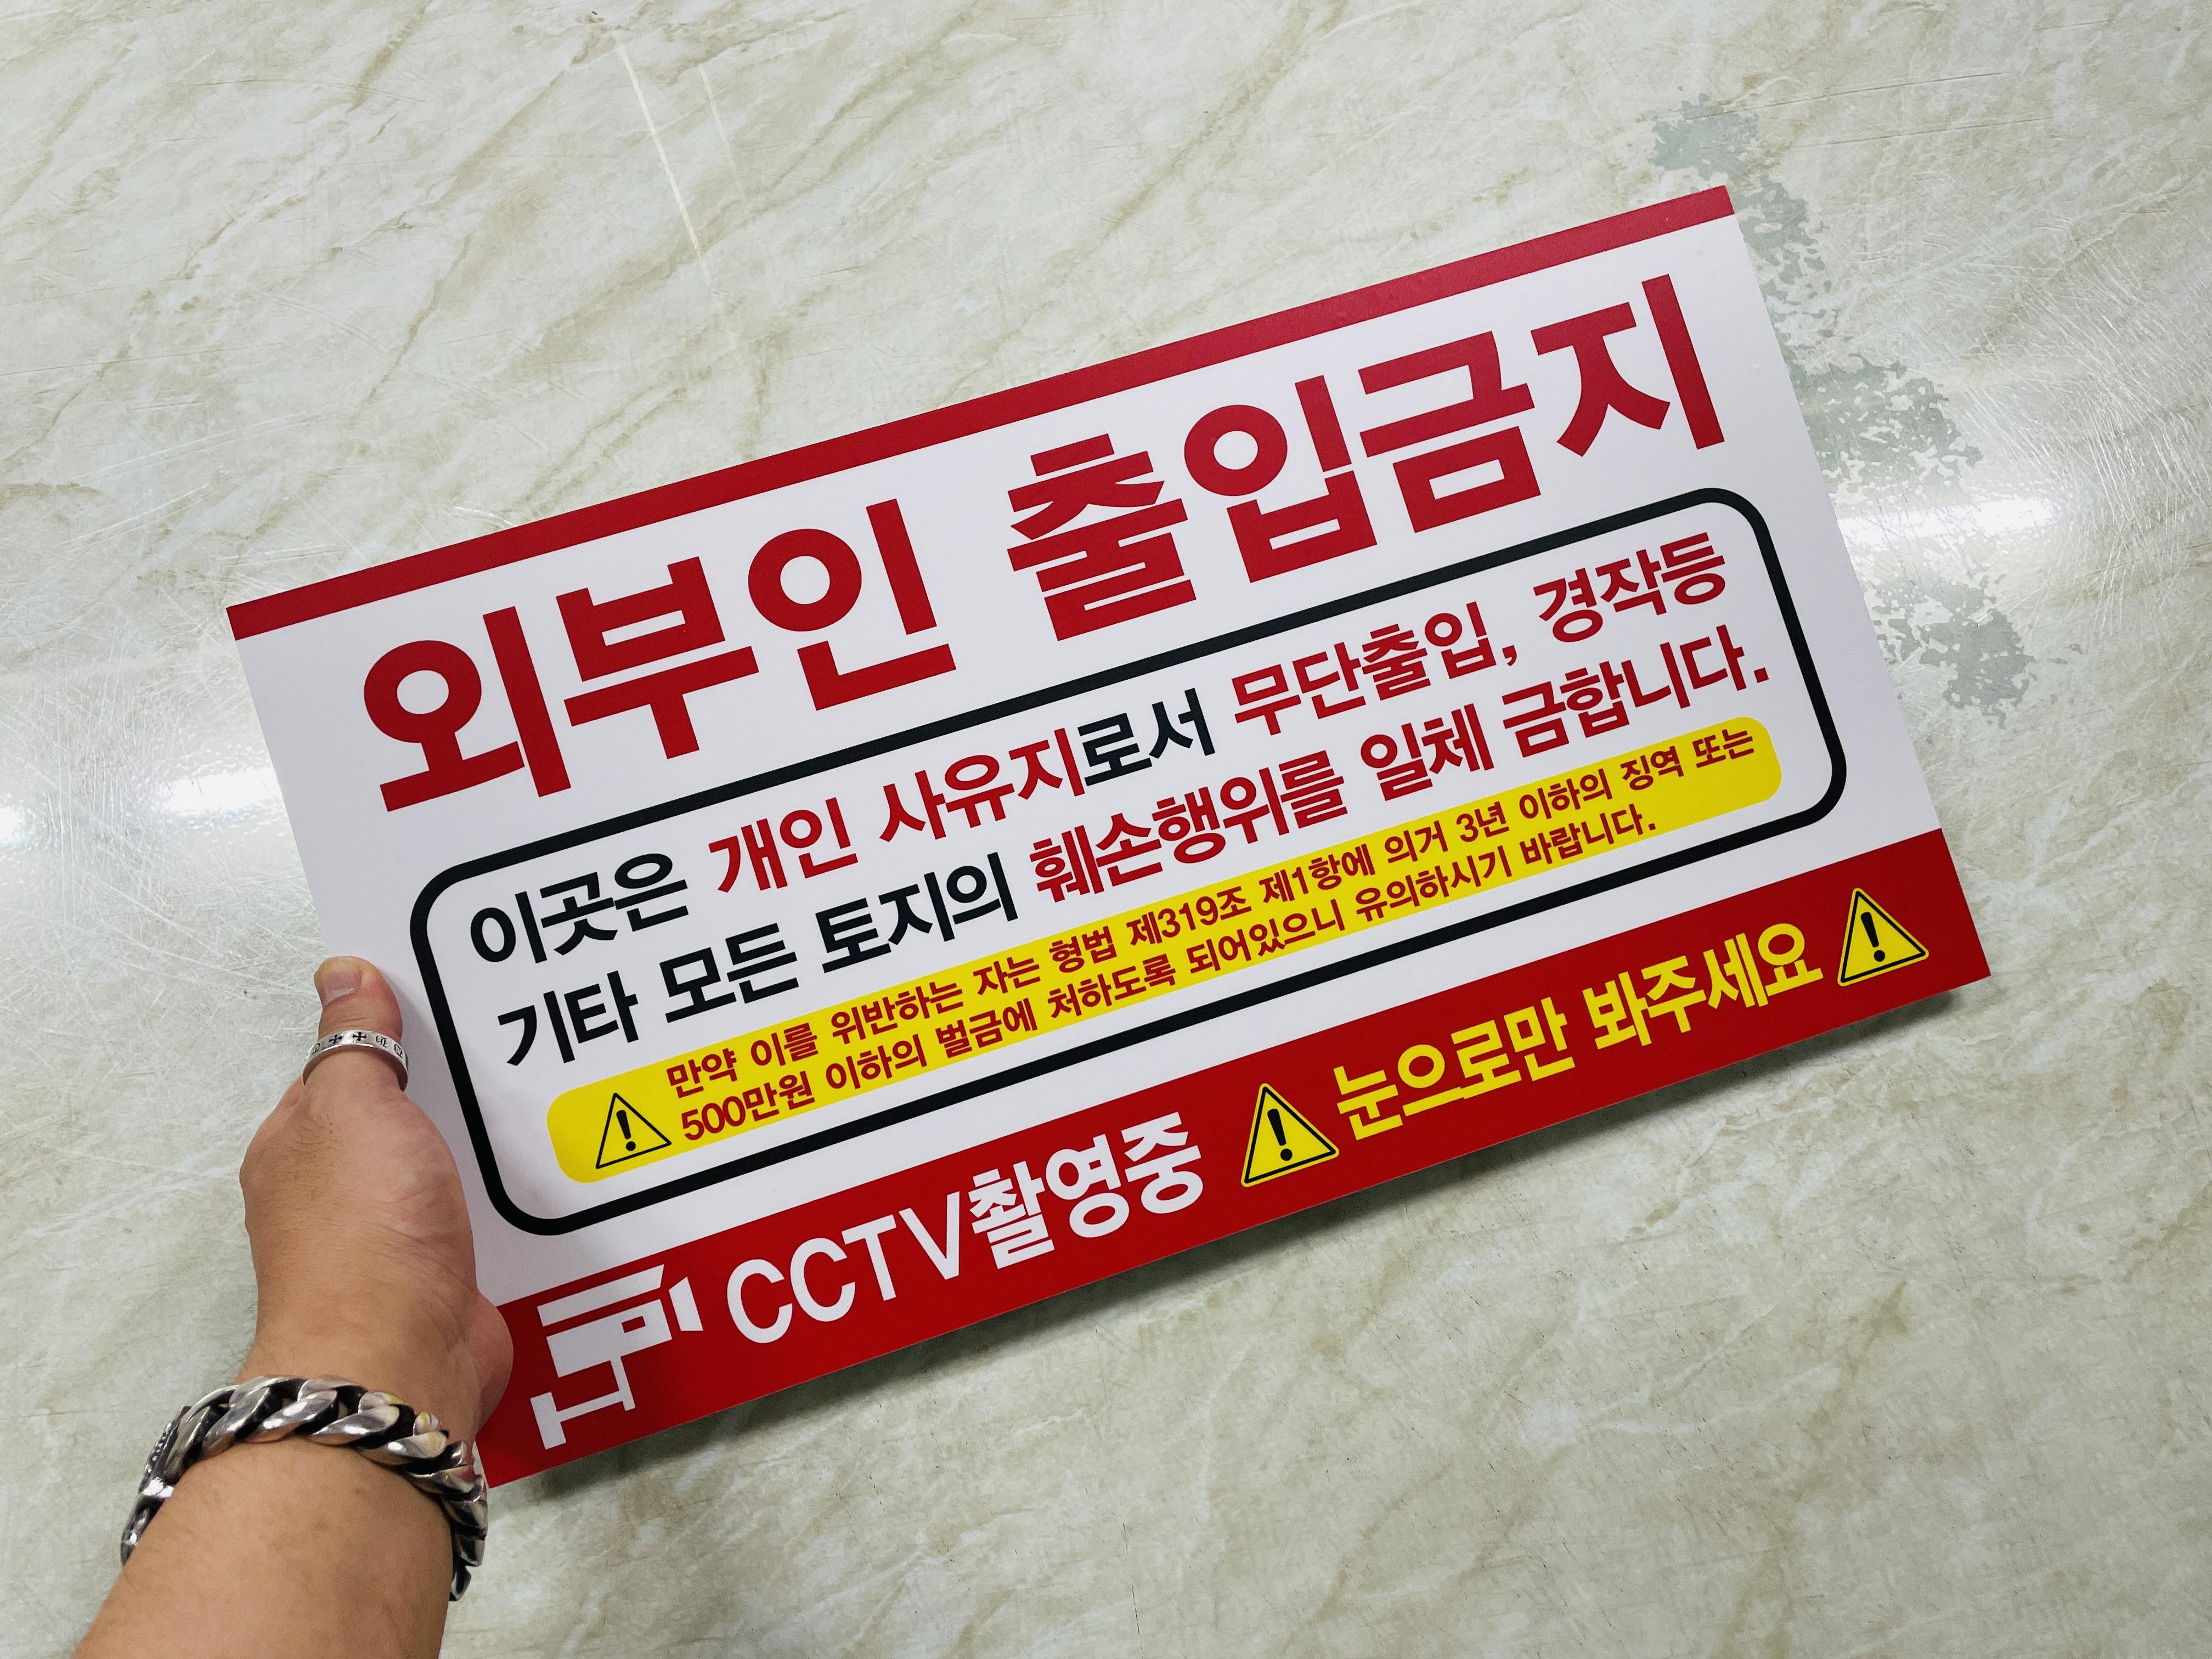 외부인 출입금지
이곳은 개인 사유지로서 무단출입, 경작등
기타 모든 토지의 훼손행위를 일체 금합니다.
만약 이를 위반하는 자는 형법 제319조 제1항에 의거 3년 이하의 징역 또는
500만원 이하의 벌금에 처하도록 되어있으니 유의하시기 바랍니다.
CCTV촬영중 눈으로만 봐주세요